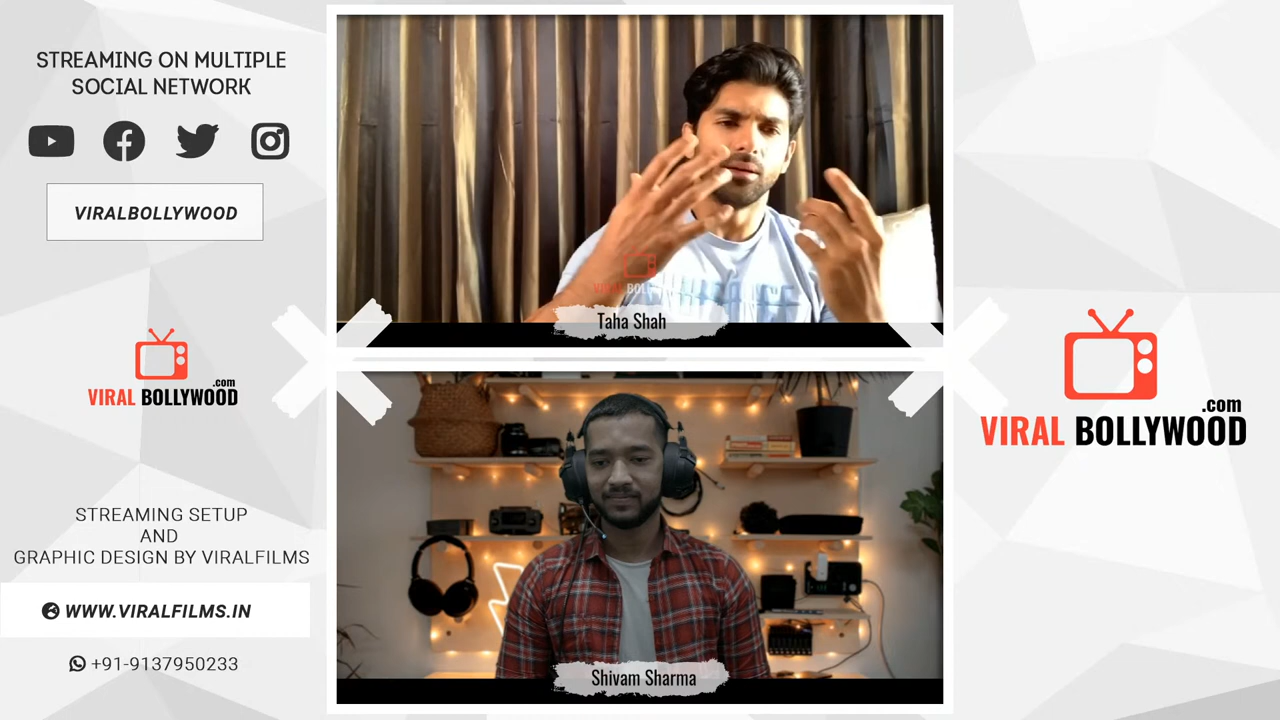 STREAMING ON MULTIPLE
SOCIAL NETWORK
VIRALBOLLYWOOD
.com
VIRAL BOLLYWOOD
STREAMING SETUP
AND
GRAPHIC DESIGN BY VIRALFILMS
WWW.VIRALFILMS.IN
+91-9137950233
Taha Shah
Shivam Sharma
.com
VIRAL BOLLYWOOD